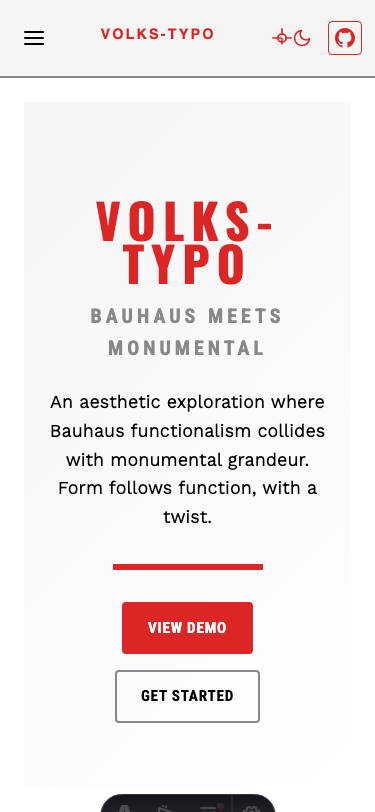 VOLKS-TYPO
VOLKS-
TYPO
BAUHAUS MEETS
MONUMENTAL
An aesthetic exploration where
Bauhaus functionalism collides
with monumental grandeur.
Form follows function, with a
twist.
VIEW DEMO
GET STARTED